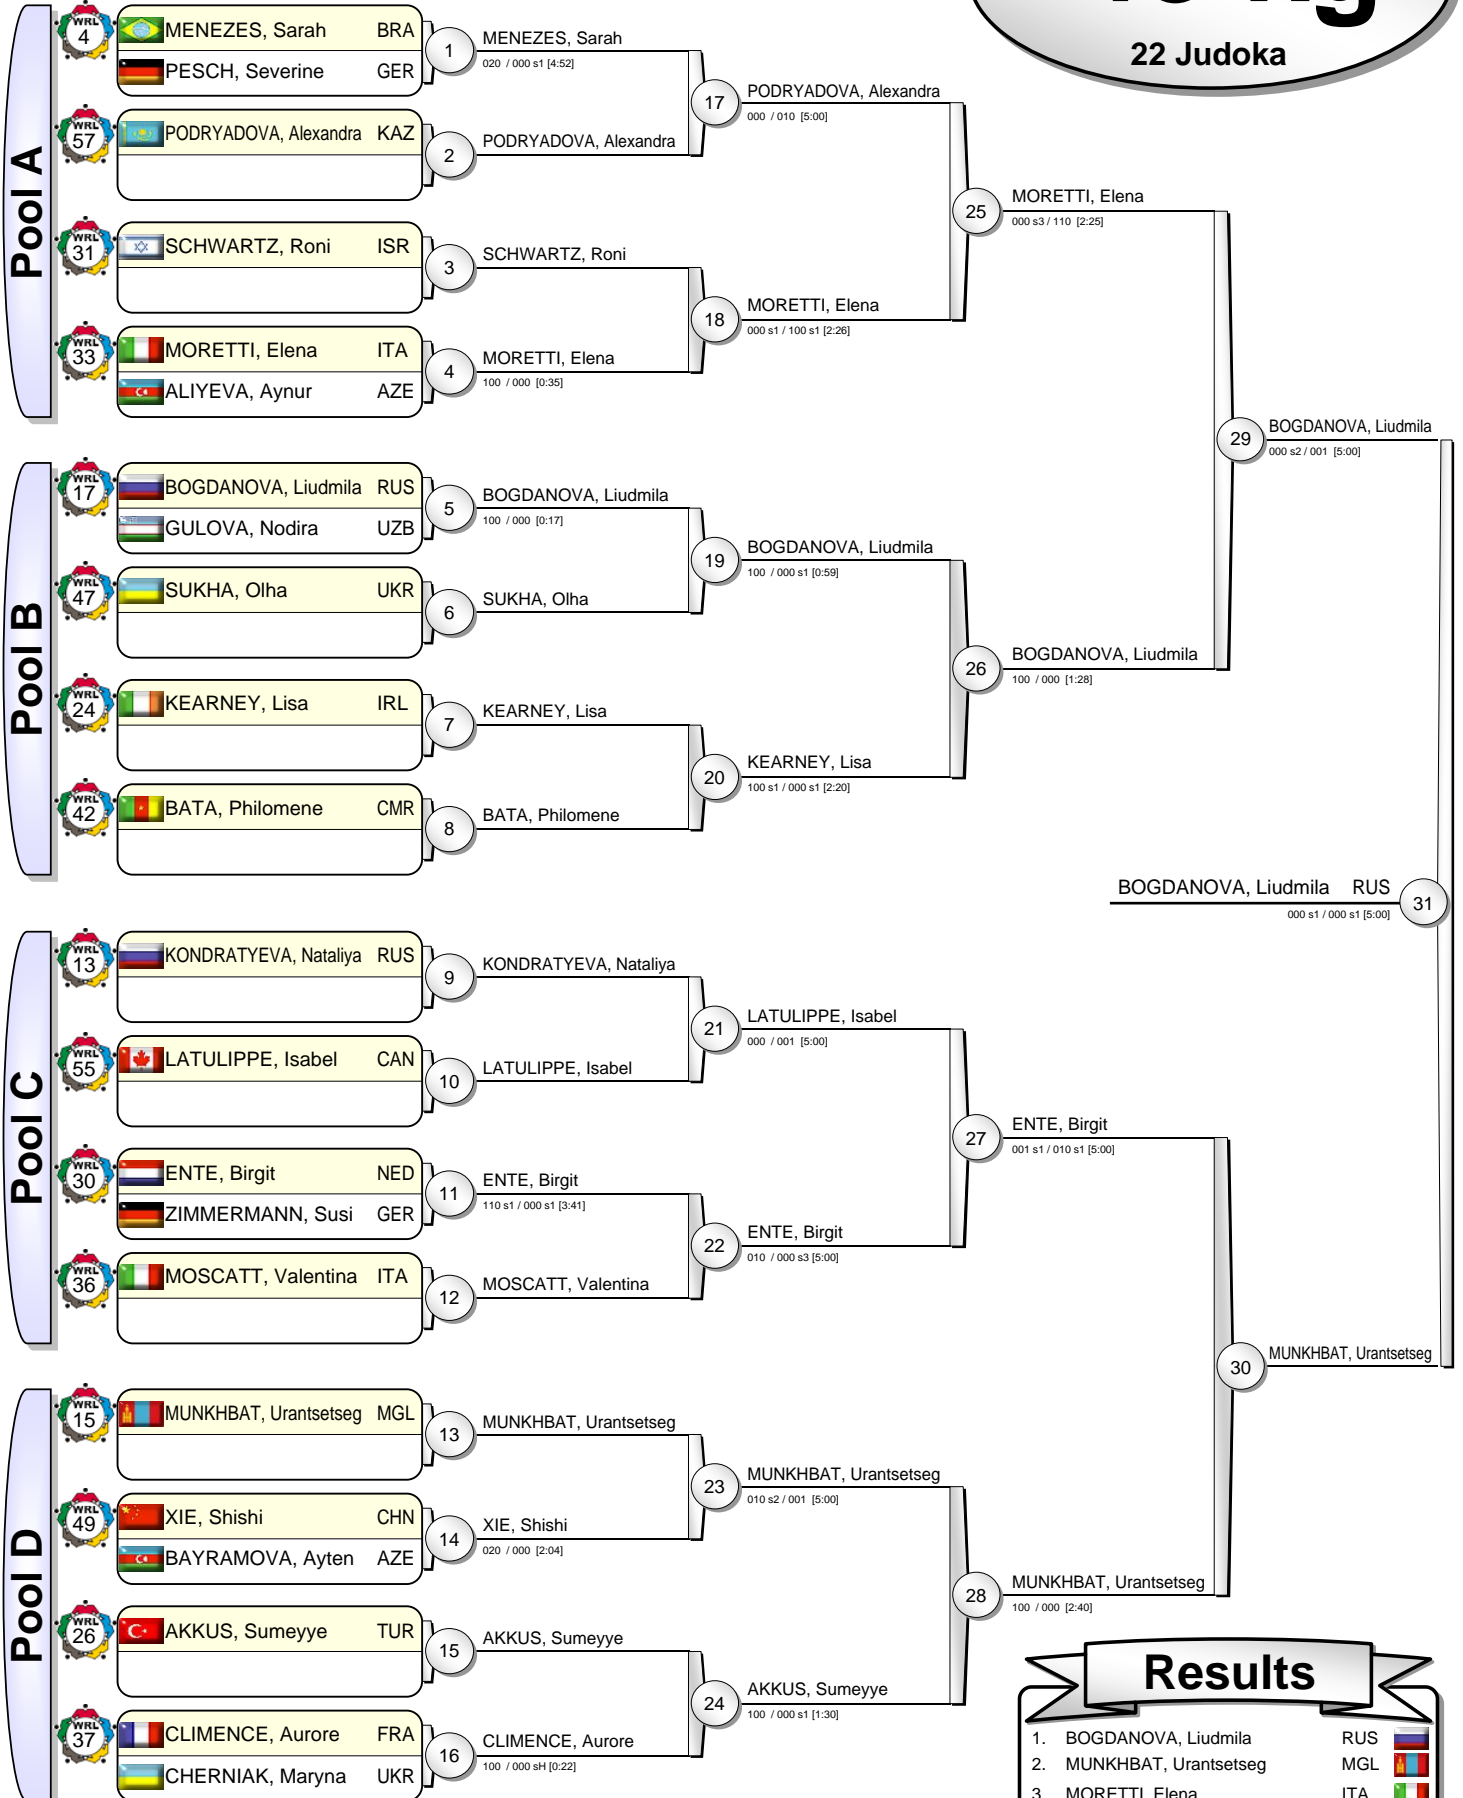 22 Judoka
Pool A
WRL 4
MENEZES, Sarah BRA
PESCH, Severine GER
WRL 57
PODRYADOVA, Alexandra KAZ
WRL 31
SCHWARTZ, Roni ISR
WRL 33
MORETTI, Elena ITA
ALIYEVA, Aynur AZE
1
MENEZES, Sarah
020 / 000 s1 [4:52]
2
PODRYADOVA, Alexandra
3
SCHWARTZ, Roni
4
MORETTI, Elena
100 / 000 [0:35]
17
PODRYADOVA, Alexandra
000 / 010 [5:00]
18
MORETTI, Elena
000 s1 / 100 s1 [2:26]
25
MORETTI, Elena
000 s3 / 110 [2:25]
Pool B
WRL 17
BOGDANOVA, Liudmila RUS
GULOVA, Nodira UZB
WRL 47
SUKHA, Olha UKR
WRL 24
KEARNEY, Lisa IRL
WRL 42
BATA, Philomene CMR
5
BOGDANOVA, Liudmila
100 / 000 [0:17]
6
SUKHA, Olha
7
KEARNEY, Lisa
8
BATA, Philomene
19
BOGDANOVA, Liudmila
100 / 000 s1 [0:59]
20
KEARNEY, Lisa
100 s1 / 000 s1 [2:20]
26
BOGDANOVA, Liudmila
100 / 000 [1:28]
29
BOGDANOVA, Liudmila
000 s2 / 001 [5:00]
BOGDANOVA, Liudmila RUS
31
000 s1 / 000 s1 [5:00]
Pool C
WRL 13
KONDRATYEVA, Nataliya RUS
WRL 55
LATULIPPE, Isabel CAN
WRL 30
ENTE, Birgit NED
ZIMMERMANN, Susi GER
WRL 36
MOSCATT, Valentina ITA
9
KONDRATYEVA, Nataliya
10
LATULIPPE, Isabel
11
ENTE, Birgit
110 s1 / 000 s1 [3:41]
12
MOSCATT, Valentina
21
LATULIPPE, Isabel
000 / 001 [5:00]
22
ENTE, Birgit
010 / 000 s3 [5:00]
27
ENTE, Birgit
001 s1 / 010 s1 [5:00]
30
MUNKHBAT, Urantsetseg
Pool D
WRL 15
MUNKHBAT, Urantsetseg MGL
WRL 49
XIE, Shishi CHN
BAYRAMOVA, Ayten AZE
WRL 26
AKKUS, Sumeyye TUR
WRL 37
CLIMENCE, Aurore FRA
CHERNIAK, Maryna UKR
13
MUNKHBAT, Urantsetseg
14
XIE, Shishi
020 / 000 [2:04]
15
AKKUS, Sumeyye
16
CLIMENCE, Aurore
100 / 000 sH [0:22]
23
MUNKHBAT, Urantsetseg
010 s2 / 001 [5:00]
24
AKKUS, Sumeyye
100 / 000 s1 [1:30]
28
MUNKHBAT, Urantsetseg
100 / 000 [2:40]
Results
1. BOGDANOVA, Liudmila RUS
2. MUNKHBAT, Urantsetseg MGL
3. MORETTI, Elena ITA